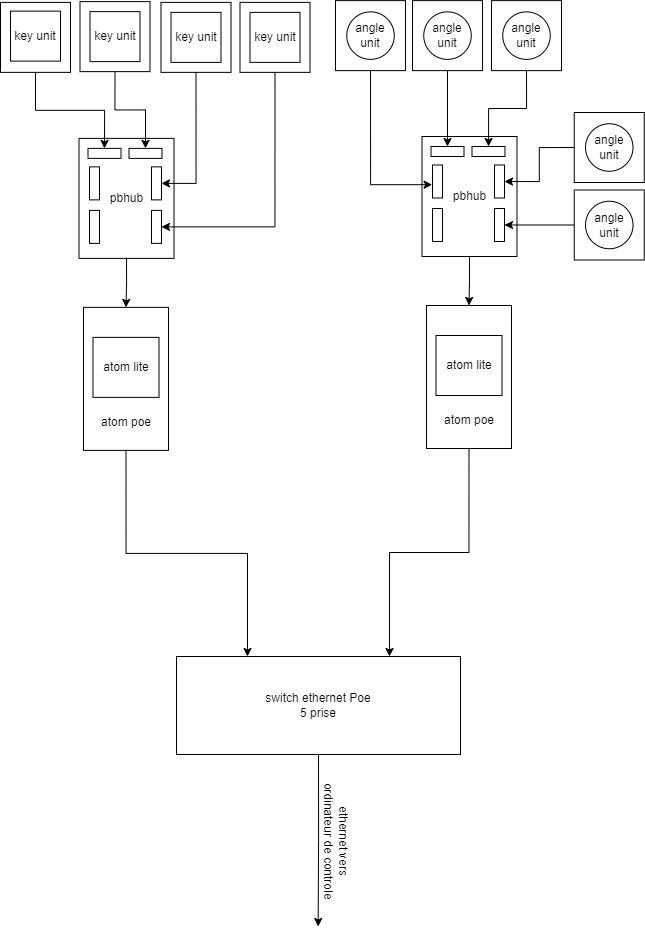 key unit
key unit
key unit
key unit
angle
unit
angle
unit
angle
unit
angle
unit
angle
unit
pbhub
pbhub
atom lite
atom poe
atom lite
atom poe
switch ethernet Poe
5 prise
ethernet vers
ordinateur de controle